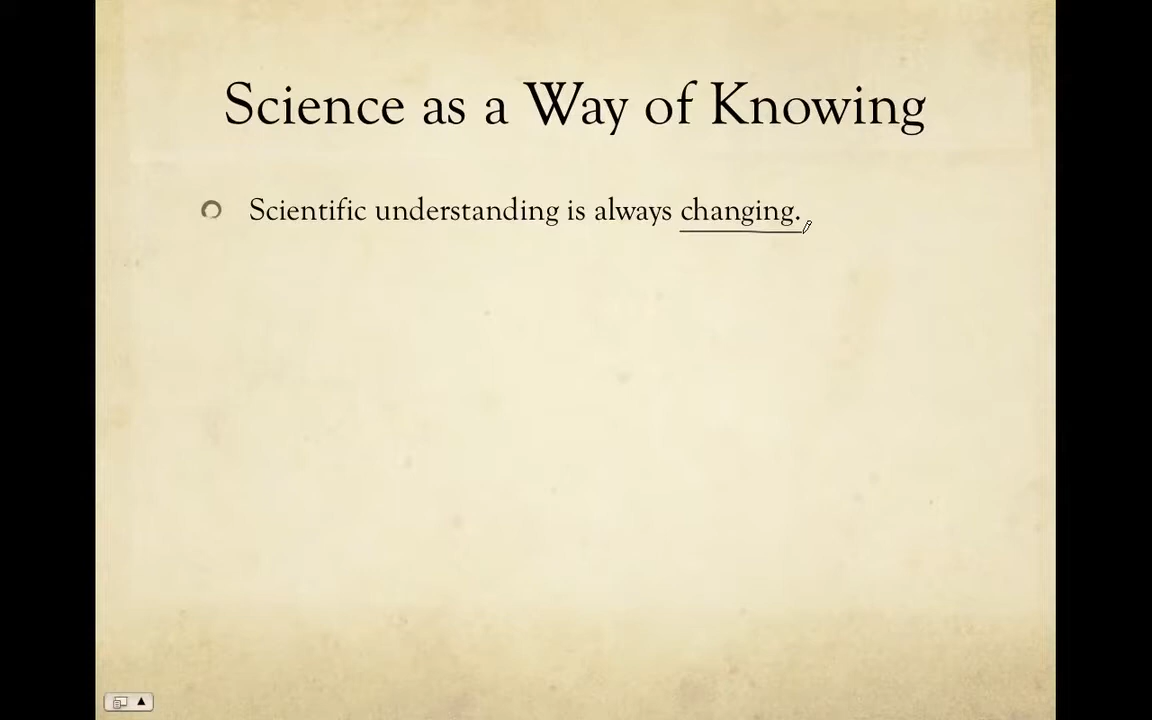 Science as a Way of Knowing
Scientific understanding is always changing.